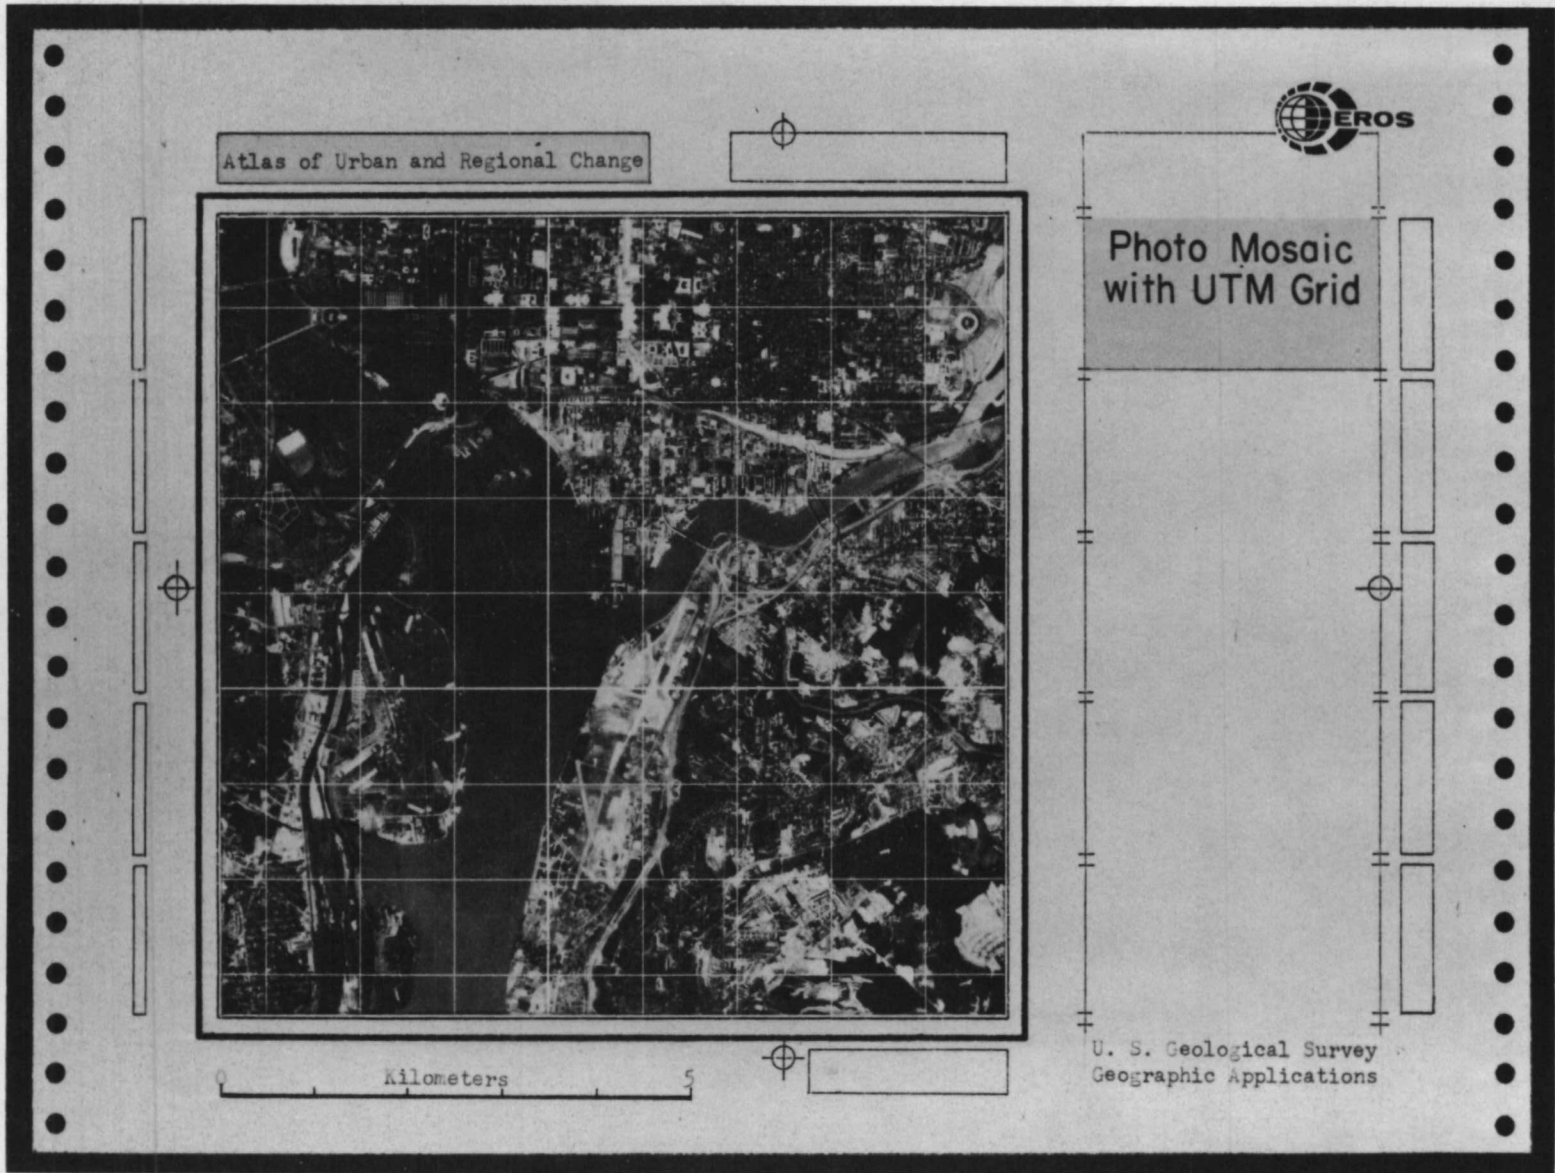 EROS
Atlas of Urban and Regional Change
Photo Mosaic
with UTM Grid
0 Kilometers 5
U. S. Geological Survey
Geographic Applications